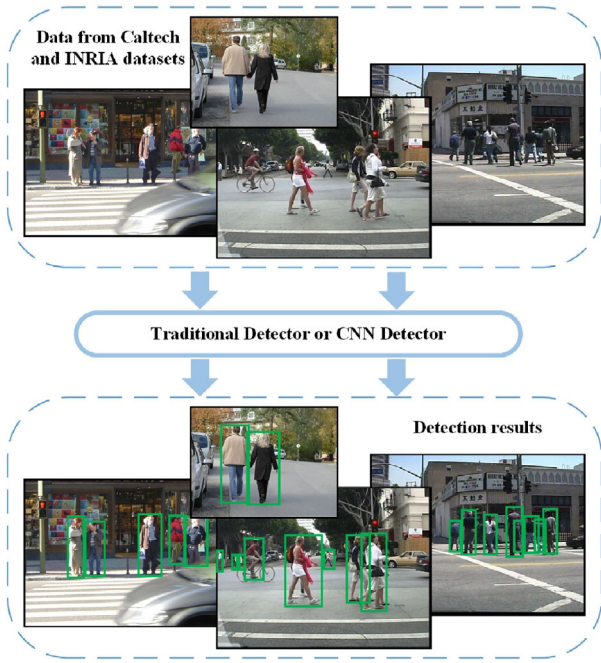 Data from Caltech
and INRIA datasets
Traditional Detector or CNN Detector
Detection results